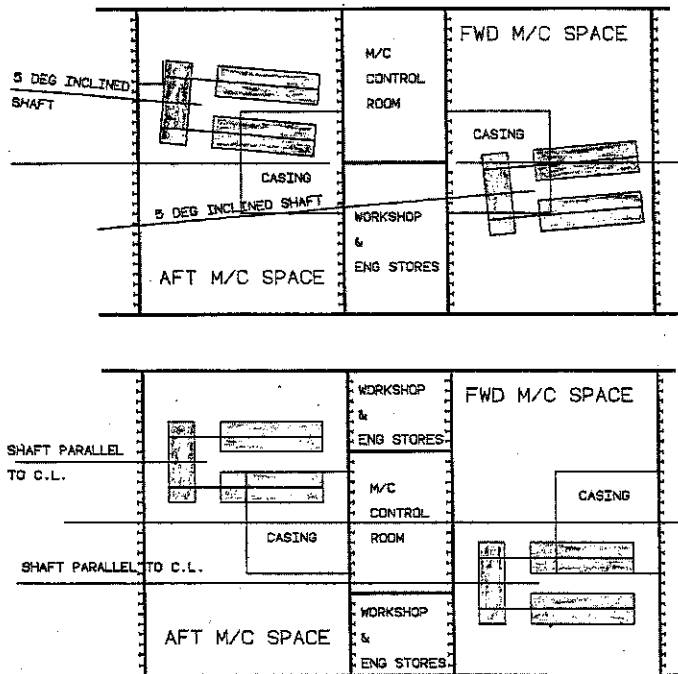 M/C
CONTROL
ROOM
FWD M/C SPACE
5 DEG INCLINED
SHAFT
CASING
CASING
5 DEG INCLINED SHAFT
WORKSHOP
&
ENG STORES
AFT M/C SPACE
WORKSHOP
&
ENG STORES
FWD M/C SPACE
SHAFT PARALLEL
TO C.L.
M/C
CONTROL
ROOM
CASING
CASING
SHAFT PARALLEL TO C.L.
WORKSHOP
&
ENG STORES
AFT M/C SPACE